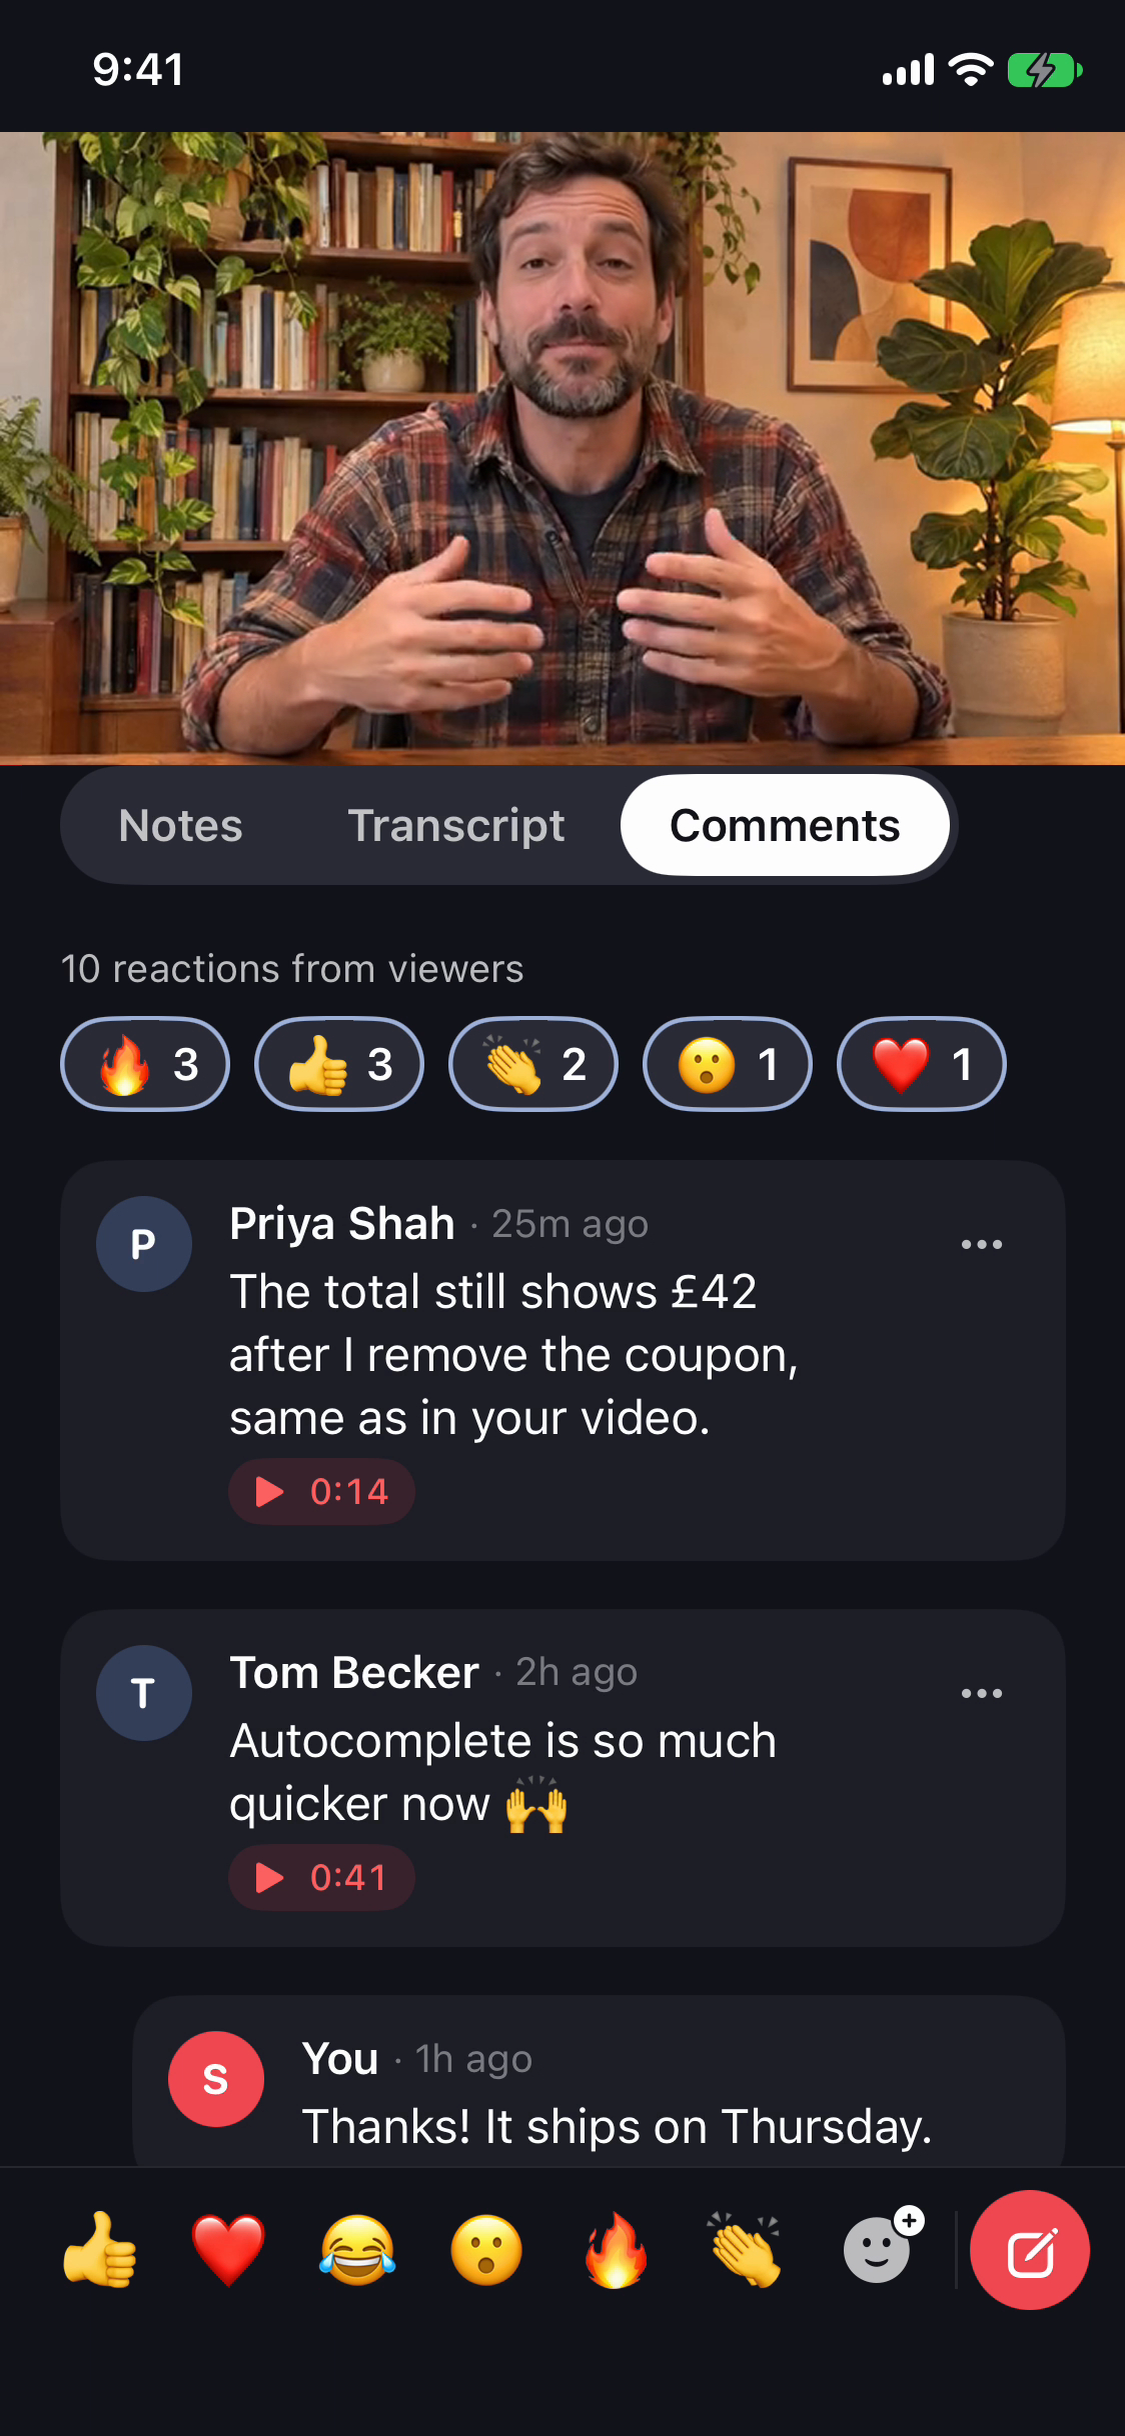 9:41
Notes Transcript Comments
10 reactions from viewers
🔥 3 👍 3 👏 2 😮 1 ❤️ 1
P
Priya Shah · 25m ago
The total still shows £42
after I remove the coupon,
same as in your video.
0:14
T
Tom Becker · 2h ago
Autocomplete is so much
quicker now 🙌
0:41
S
You · 1h ago
Thanks! It ships on Thursday.